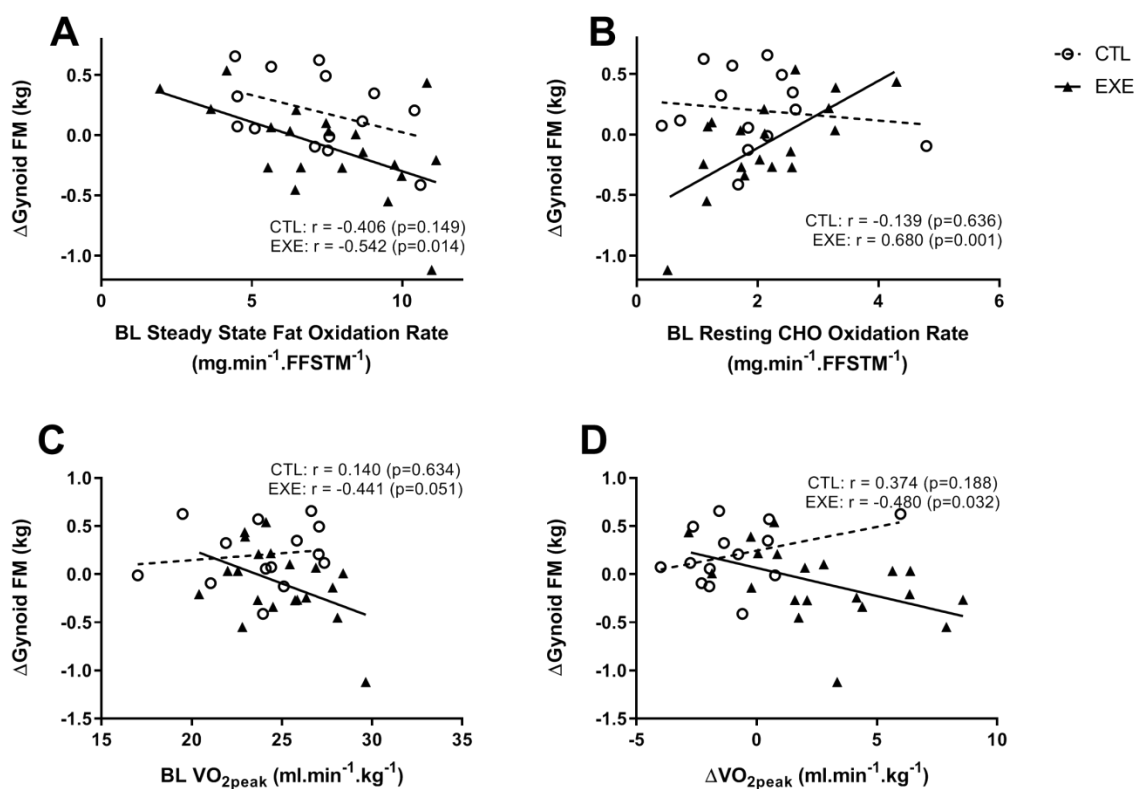 A
B
CTL
EXE
ΔGynoid FM (kg)
0.5
0.0
-0.5
-1.0
CTL: r = -0.406 (p=0.149)
EXE: r = -0.542 (p=0.014)
0
5
10
BL Steady State Fat Oxidation Rate
(mg.min⁻¹.FFSTM⁻¹)
ΔGynoid FM (kg)
0.5
0.0
-0.5
-1.0
CTL: r = -0.139 (p=0.636)
EXE: r = 0.680 (p=0.001)
0
2
4
6
BL Resting CHO Oxidation Rate
(mg.min⁻¹.FFSTM⁻¹)
C
CTL: r = 0.140 (p=0.634)
EXE: r = -0.441 (p=0.051)
ΔGynoid FM (kg)
1.0
0.5
0.0
-0.5
-1.0
-1.5
15
20
25
30
35
BL VO₂peak (ml.min⁻¹.kg⁻¹)
D
CTL: r = 0.374 (p=0.188)
EXE: r = -0.480 (p=0.032)
ΔGynoid FM (kg)
1.0
0.5
0.0
-0.5
-1.0
-1.5
-5
0
5
10
ΔVO₂peak (ml.min⁻¹.kg⁻¹)